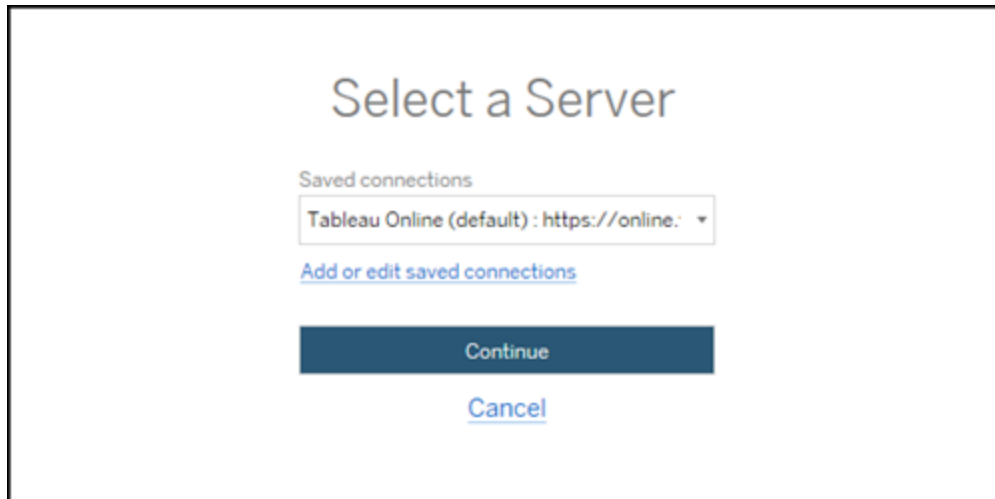 Select a Server
Saved connections
Tableau Online (default) : https://online.
Add or edit saved connections
Continue
Cancel